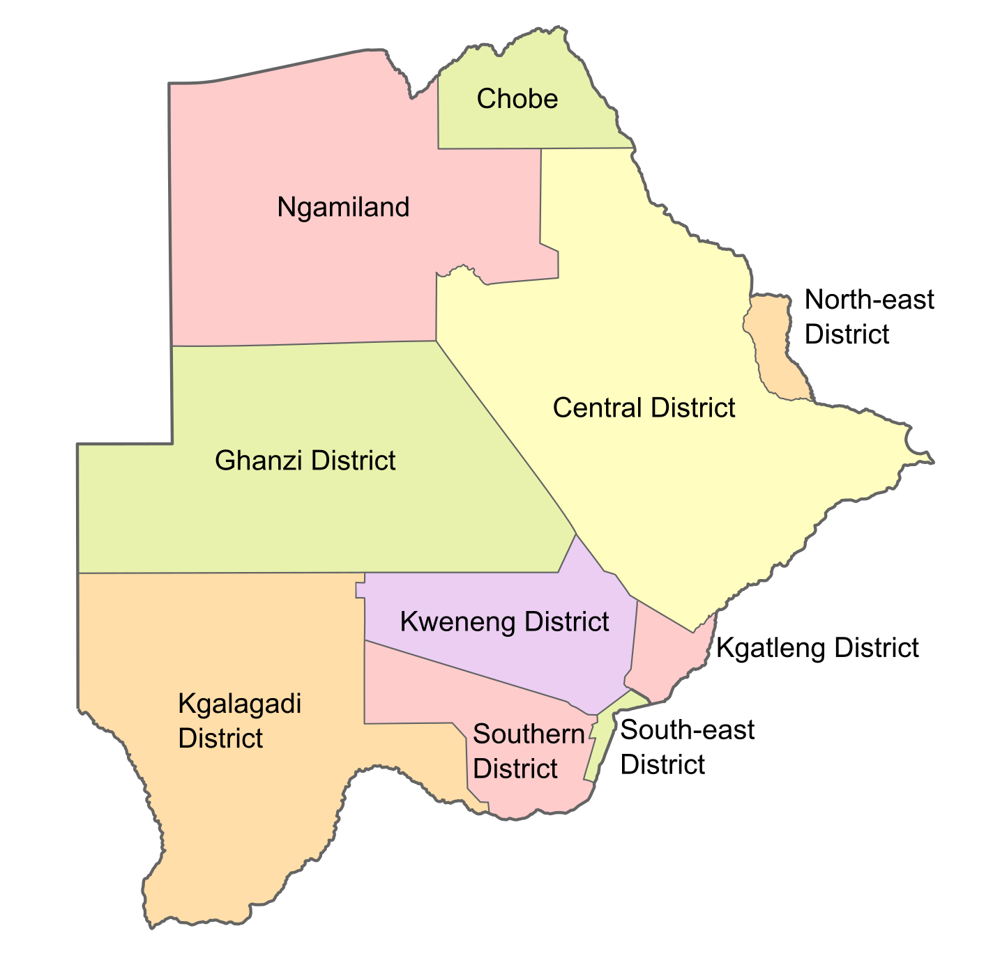 Chobe
Ngamiland
North-east
District
Central District
Ghanzi District
Kweneng District
Kgatleng District
Kgalagadi
District
Southern
District
South-east
District